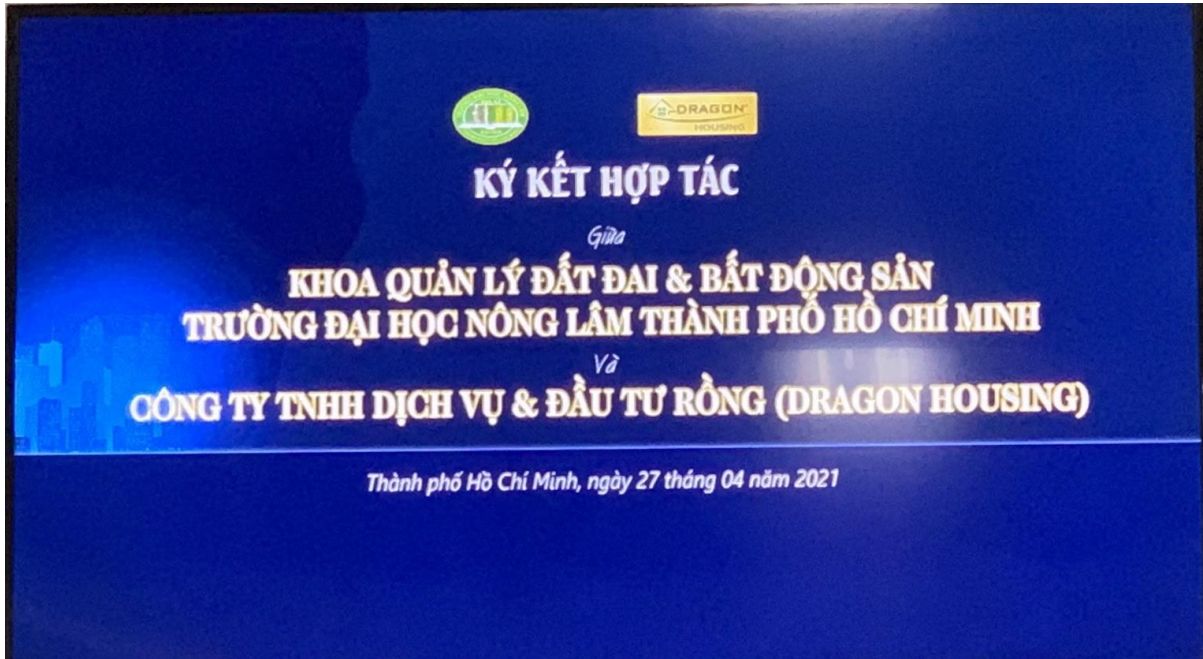 DRAGON
HOUSING
KÝ KẾT HỢP TÁC
Giữa
KHOA QUẢN LÝ ĐẤT ĐAI & BẤT ĐỘNG SẢN
TRƯỜNG ĐẠI HỌC NÔNG LÂM THÀNH PHỐ HỒ CHÍ MINH
Và
CÔNG TY TNHH DỊCH VỤ & ĐẦU TƯ RỒNG (DRAGON HOUSING)
Thành phố Hồ Chí Minh, ngày 27 tháng 04 năm 2021